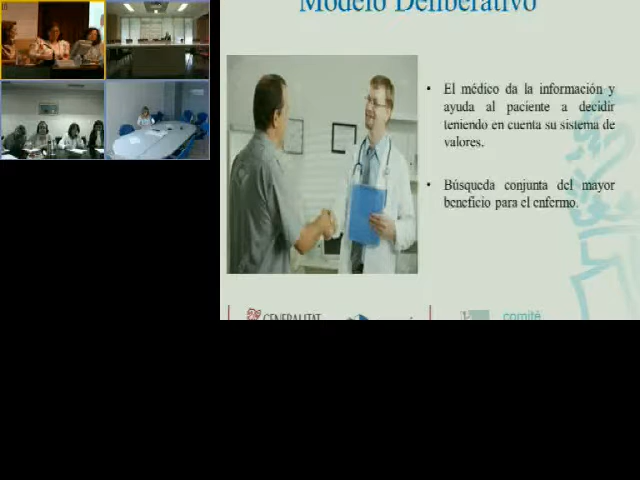 Modelo Deliberativo
• El médico da la información y
ayuda al paciente a decidir
teniendo en cuenta su sistema de
valores.
• Búsqueda conjunta del mayor
beneficio para el enfermo.
GENERALITAT
comité